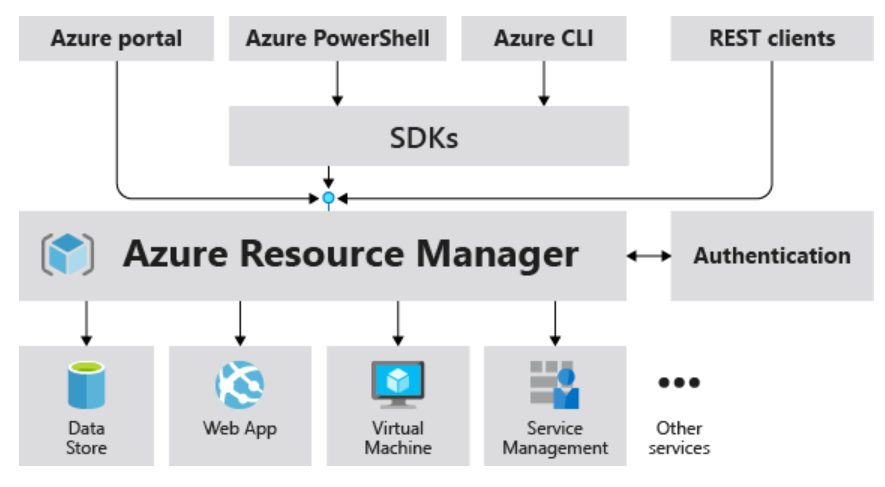 Azure portal
Azure PowerShell
Azure CLI
REST clients
SDKs
Azure Resource Manager
Authentication
Data
Store
Web App
Virtual
Machine
Service
Management
Other
services